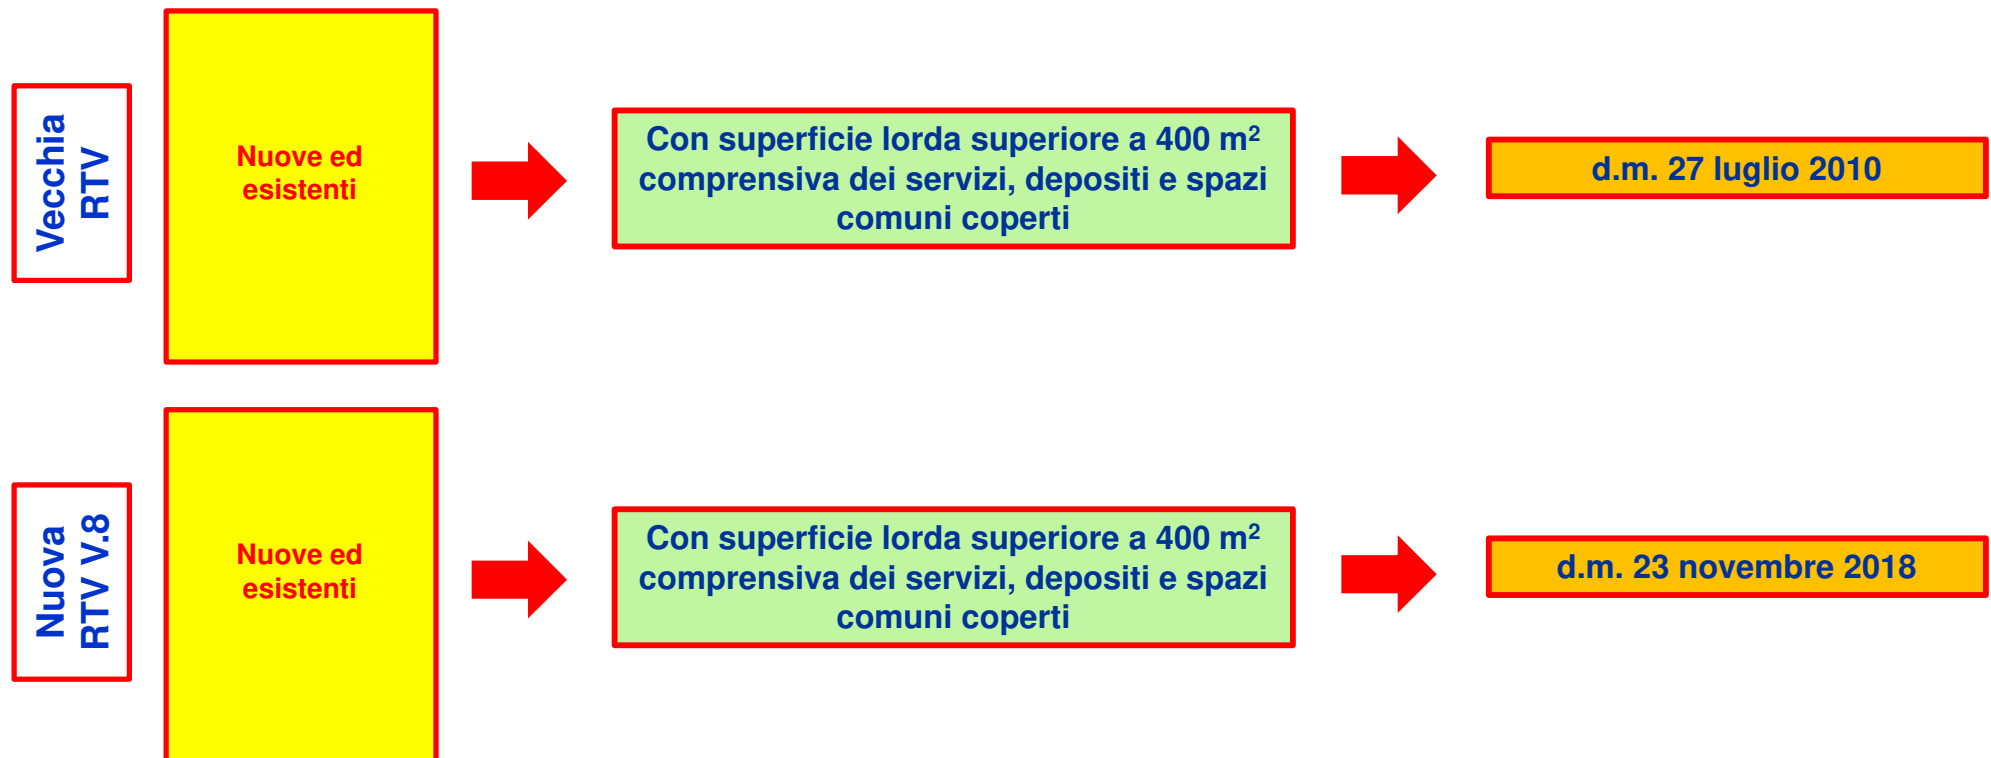 Vecchia
RTV
Nuove ed
esistenti
Con superficie lorda superiore a 400 m²
comprensiva dei servizi, depositi e spazi
comuni coperti
d.m. 27 luglio 2010
Nuova
RTV V.8
Nuove ed
esistenti
Con superficie lorda superiore a 400 m²
comprensiva dei servizi, depositi e spazi
comuni coperti
d.m. 23 novembre 2018